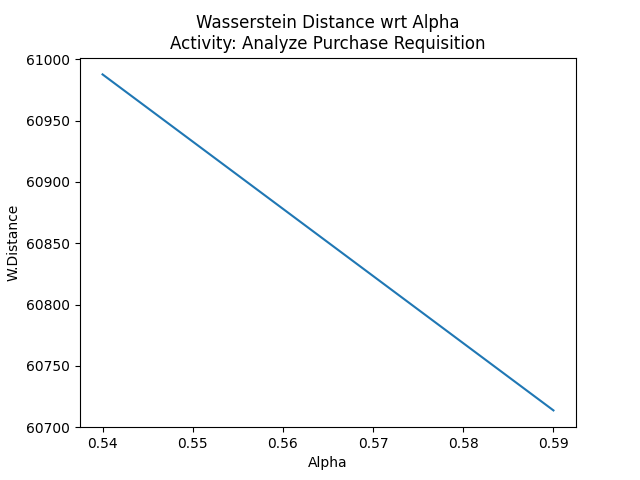 Wasserstein Distance wrt Alpha
Activity: Analyze Purchase Requisition
61000
60950
60900
60850
60800
60750
60700
W.Distance
0.54 0.55 0.56 0.57 0.58 0.59
Alpha